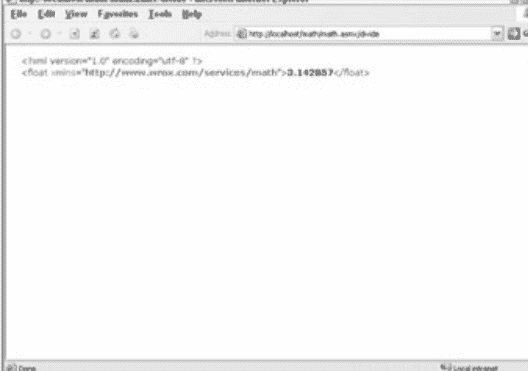 File Edit View Favorites Tools Help
Address http://localhost/math/math.asmx/divide
<?xml version="1.0" encoding="utf-8" ?>
<float xmlns="http://www.wrox.com/services/math">3.142857</float>
Done Local intranet